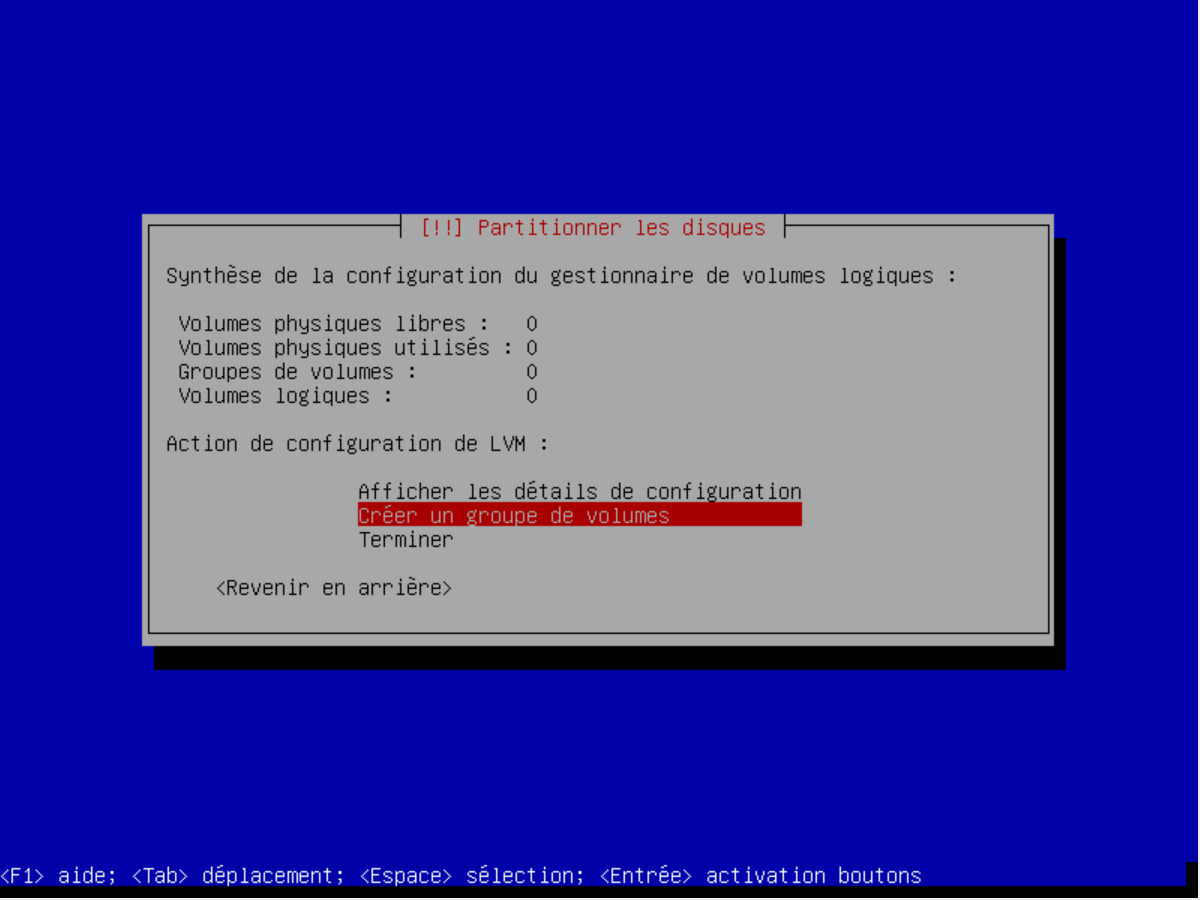 [!!] Partitionner les disques
Synthèse de la configuration du gestionnaire de volumes logiques :
Volumes physiques libres : 0
Volumes physiques utilisés : 0
Groupes de volumes : 0
Volumes logiques : 0
Action de configuration de LVM :
Afficher les détails de configuration
Créer un groupe de volumes
Terminer
<Revenir en arrière>
<F1> aide; <Tab> déplacement; <Espace> sélection; <Entrée> activation boutons